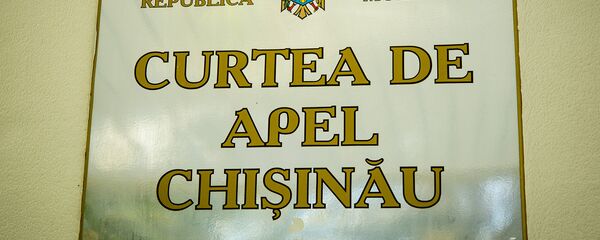 REPUBLICA
CURTEA DE
APEL
CHIȘINĂU